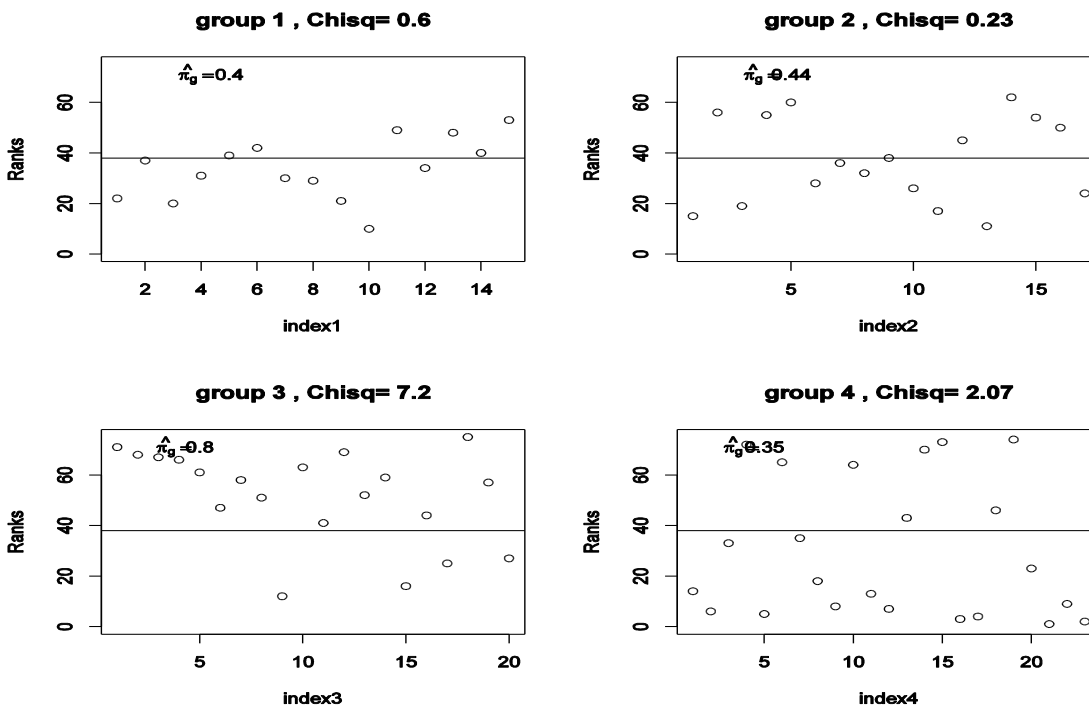 group 1 , Chisq= 0.6
π̂g =0.4
Ranks
0 20 40 60
2 4 6 8 10 12 14
index1
group 2 , Chisq= 0.23
π̂g =0.44
Ranks
0 20 40 60
5 10 15
index2
group 3 , Chisq= 7.2
π̂g =0.8
Ranks
0 20 40 60
5 10 15 20
index3
group 4 , Chisq= 2.07
π̂g =0.35
Ranks
0 20 40 60
5 10 15 20
index4